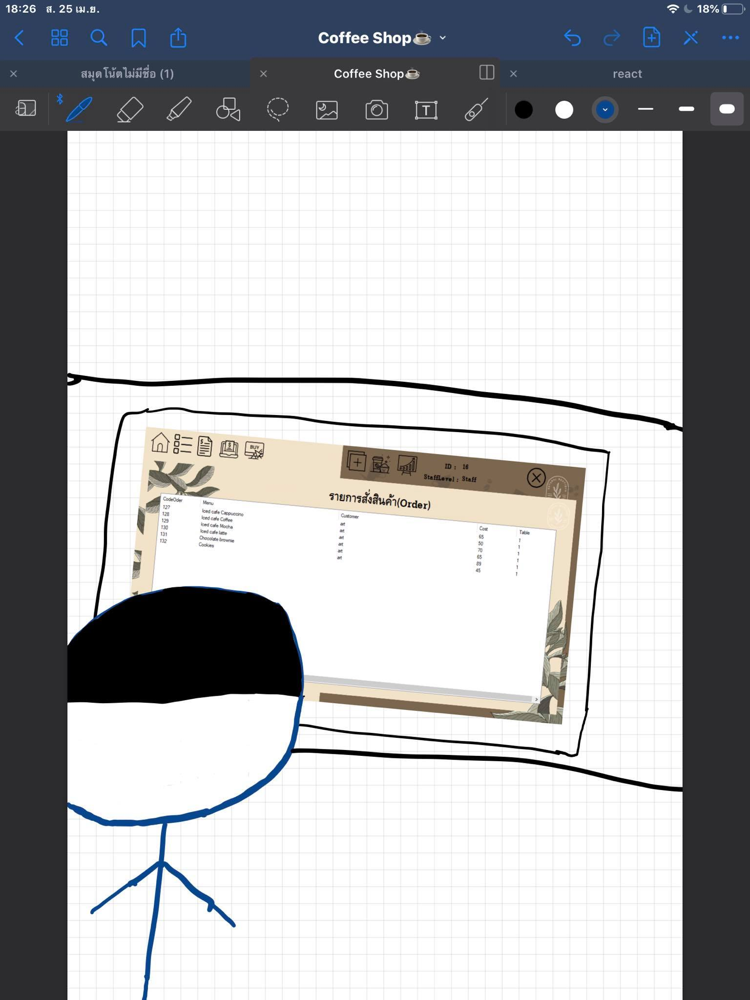 18:26 ส. 25 เม.ย. 18%
Coffee Shop☕
สมุดโน้ตไม่มีชื่อ (1) Coffee Shop☕ react
T
BUY
ID : 16
StaffLevel : Staff
รายการสั่งสินค้า(Order)
CodeOder Menu Customer Cost Table
127 Iced cafe Cappuccino art 65 1
128 Iced cafe Coffee art 50 1
129 Iced cafe Mocha art 70 1
130 Iced cafe latte art 65 1
131 Chocolate brownie art 89 1
132 Cookies art 45 1